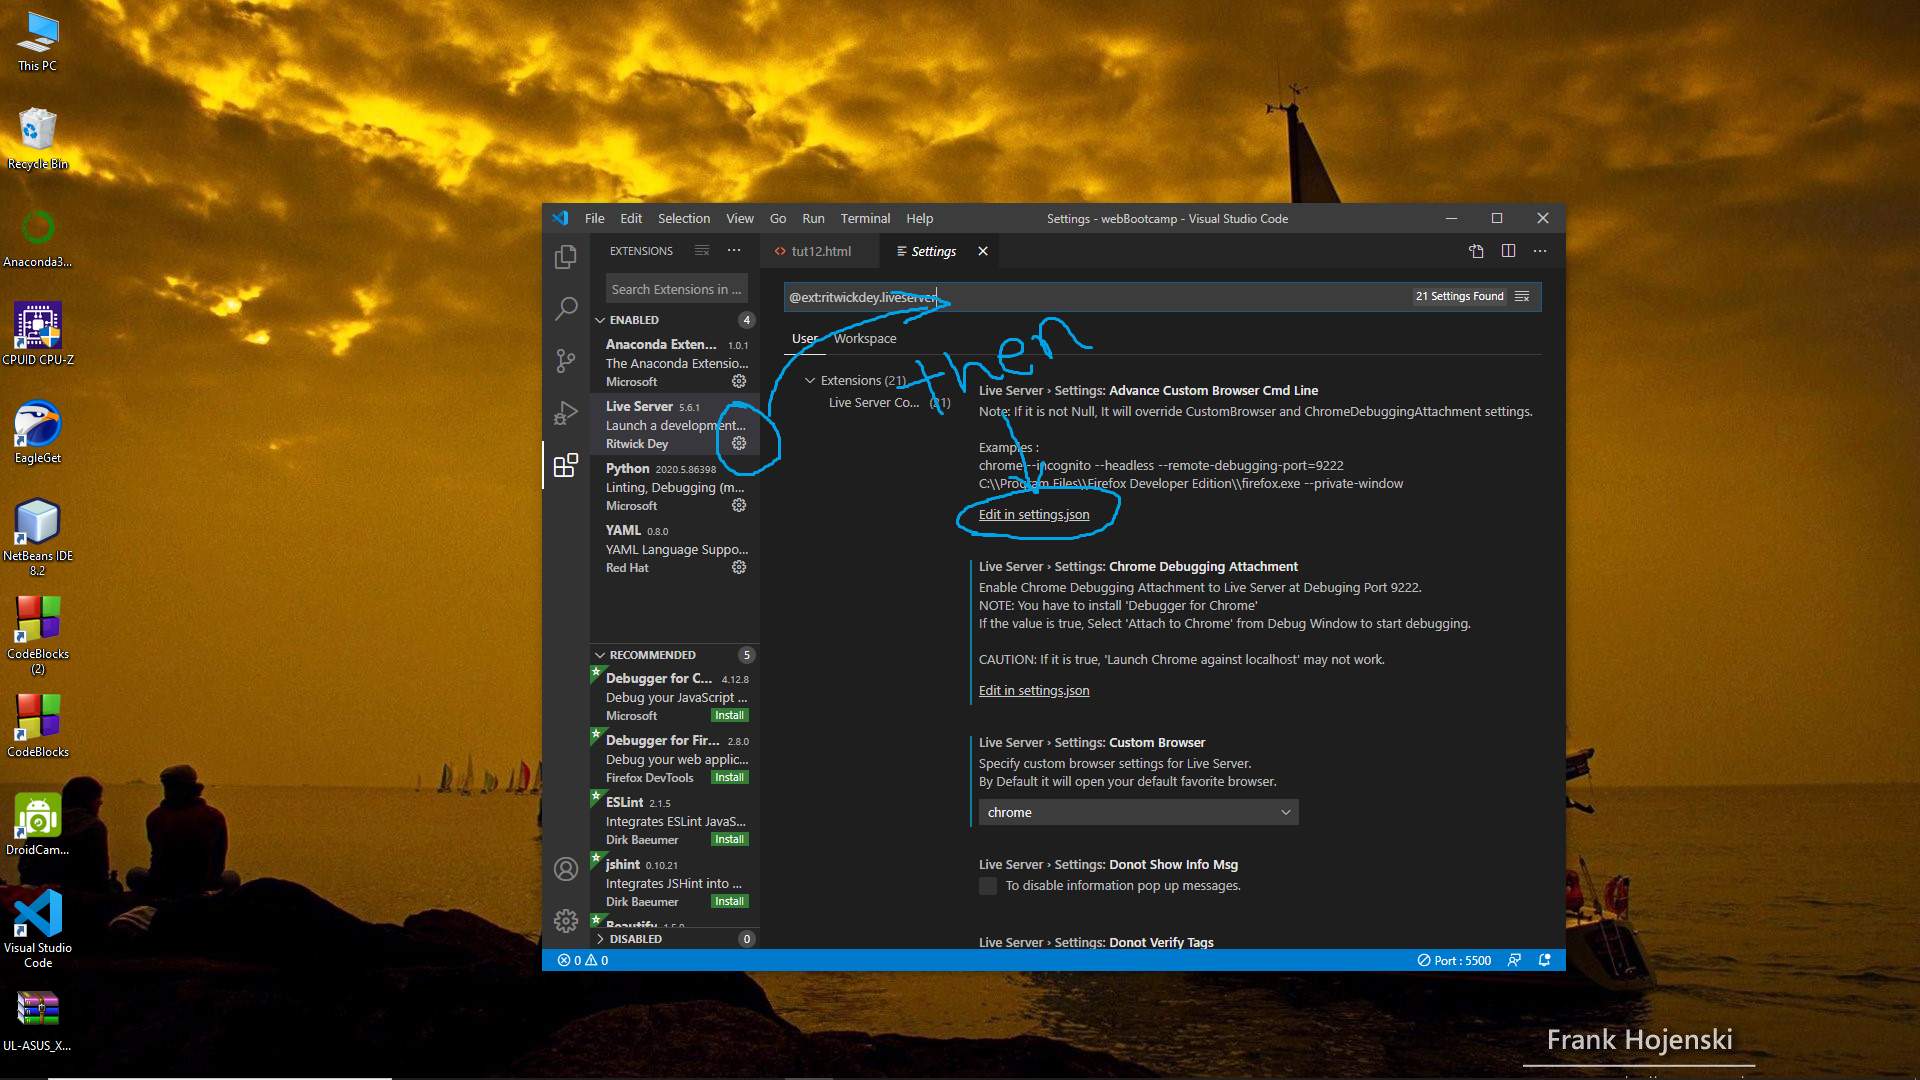 This PC
Recycle Bin
Anaconda3...
CPUID CPU-Z
EagleGet
NetBeans IDE
8.2
CodeBlocks
(2)
CodeBlocks
DroidCam...
Visual Studio
Code
UL-ASUS_X...
File Edit Selection View Go Run Terminal Help
Settings - webBootcamp - Visual Studio Code
EXTENSIONS
Search Extensions in ...
ENABLED 4
Anaconda Exten... 1.0.1
The Anaconda Extensio...
Microsoft
Live Server 5.6.1
Launch a development...
Ritwick Dey
Python 2020.5.86398
Linting, Debugging (m...
Microsoft
YAML 0.8.0
YAML Language Suppo...
Red Hat
RECOMMENDED 5
Debugger for C... 4.12.8
Debug your JavaScript ...
Microsoft Install
Debugger for Fir... 2.8.0
Debug your web applic...
Firefox DevTools Install
ESLint 2.1.5
Integrates ESLint JavaS...
Dirk Baeumer Install
jshint 0.10.21
Integrates JSHint into ...
Dirk Baeumer Install
Beautify 1.5.0
DISABLED 0
tut12.html Settings
@ext:ritwickdey.liveserver 21 Settings Found
User Workspace
then
Extensions (21)
Live Server Co... (21)
Live Server › Settings: Advance Custom Browser Cmd Line
Note: If it is not Null, It will override CustomBrowser and ChromeDebuggingAttachment settings.
Examples :
chrome --incognito --headless --remote-debugging-port=9222
C:\\Program Files\\Firefox Developer Edition\\firefox.exe --private-window
Edit in settings.json
Live Server › Settings: Chrome Debugging Attachment
Enable Chrome Debugging Attachment to Live Server at Debuging Port 9222.
NOTE: You have to install 'Debugger for Chrome'
If the value is true, Select 'Attach to Chrome' from Debug Window to start debugging.
CAUTION: If it is true, 'Launch Chrome against localhost' may not work.
Edit in settings.json
Live Server › Settings: Custom Browser
Specify custom browser settings for Live Server.
By Default it will open your default favorite browser.
chrome
Live Server › Settings: Donot Show Info Msg
To disable information pop up messages.
Live Server › Settings: Donot Verify Tags
0 0
Port : 5500
Frank Hojenski